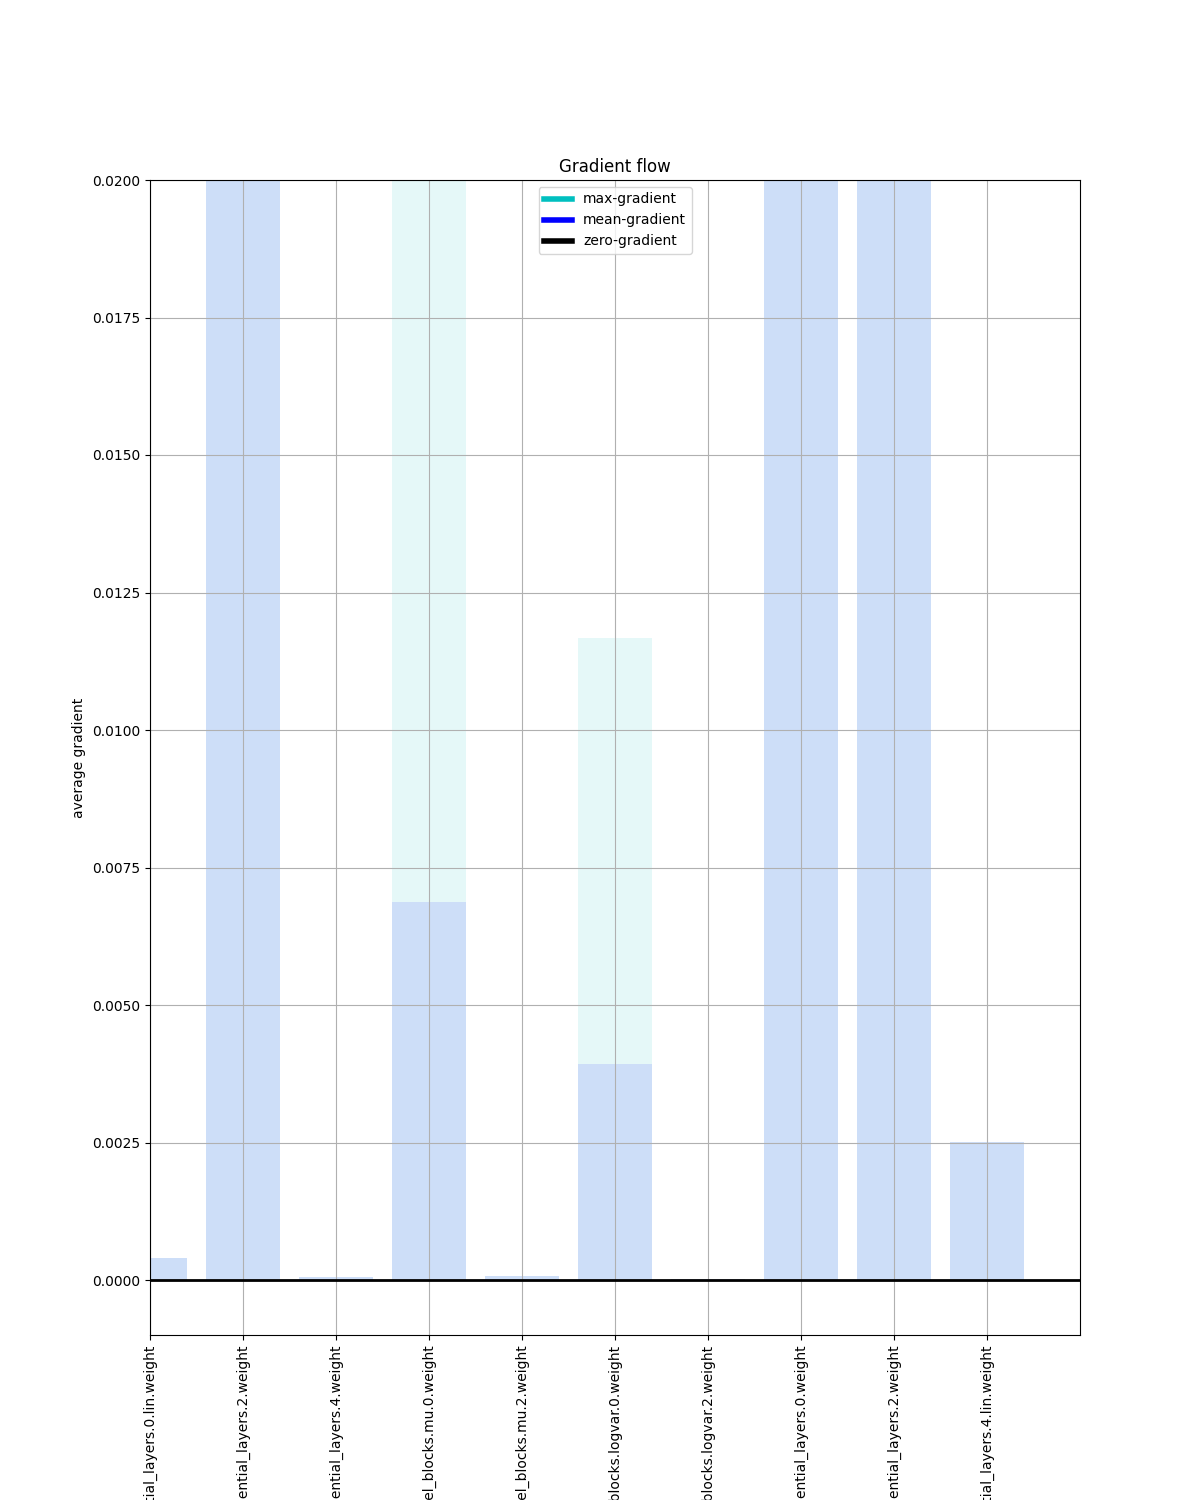 Gradient flow
max-gradient
mean-gradient
zero-gradient
0.0200
0.0175
0.0150
0.0125
0.0100
0.0075
0.0050
0.0025
0.0000
average gradient
tial_layers.0.lin.weight
ential_layers.2.weight
ential_layers.4.weight
el_blocks.mu.0.weight
el_blocks.mu.2.weight
blocks.logvar.0.weight
blocks.logvar.2.weight
ential_layers.0.weight
ential_layers.2.weight
tial_layers.4.lin.weight